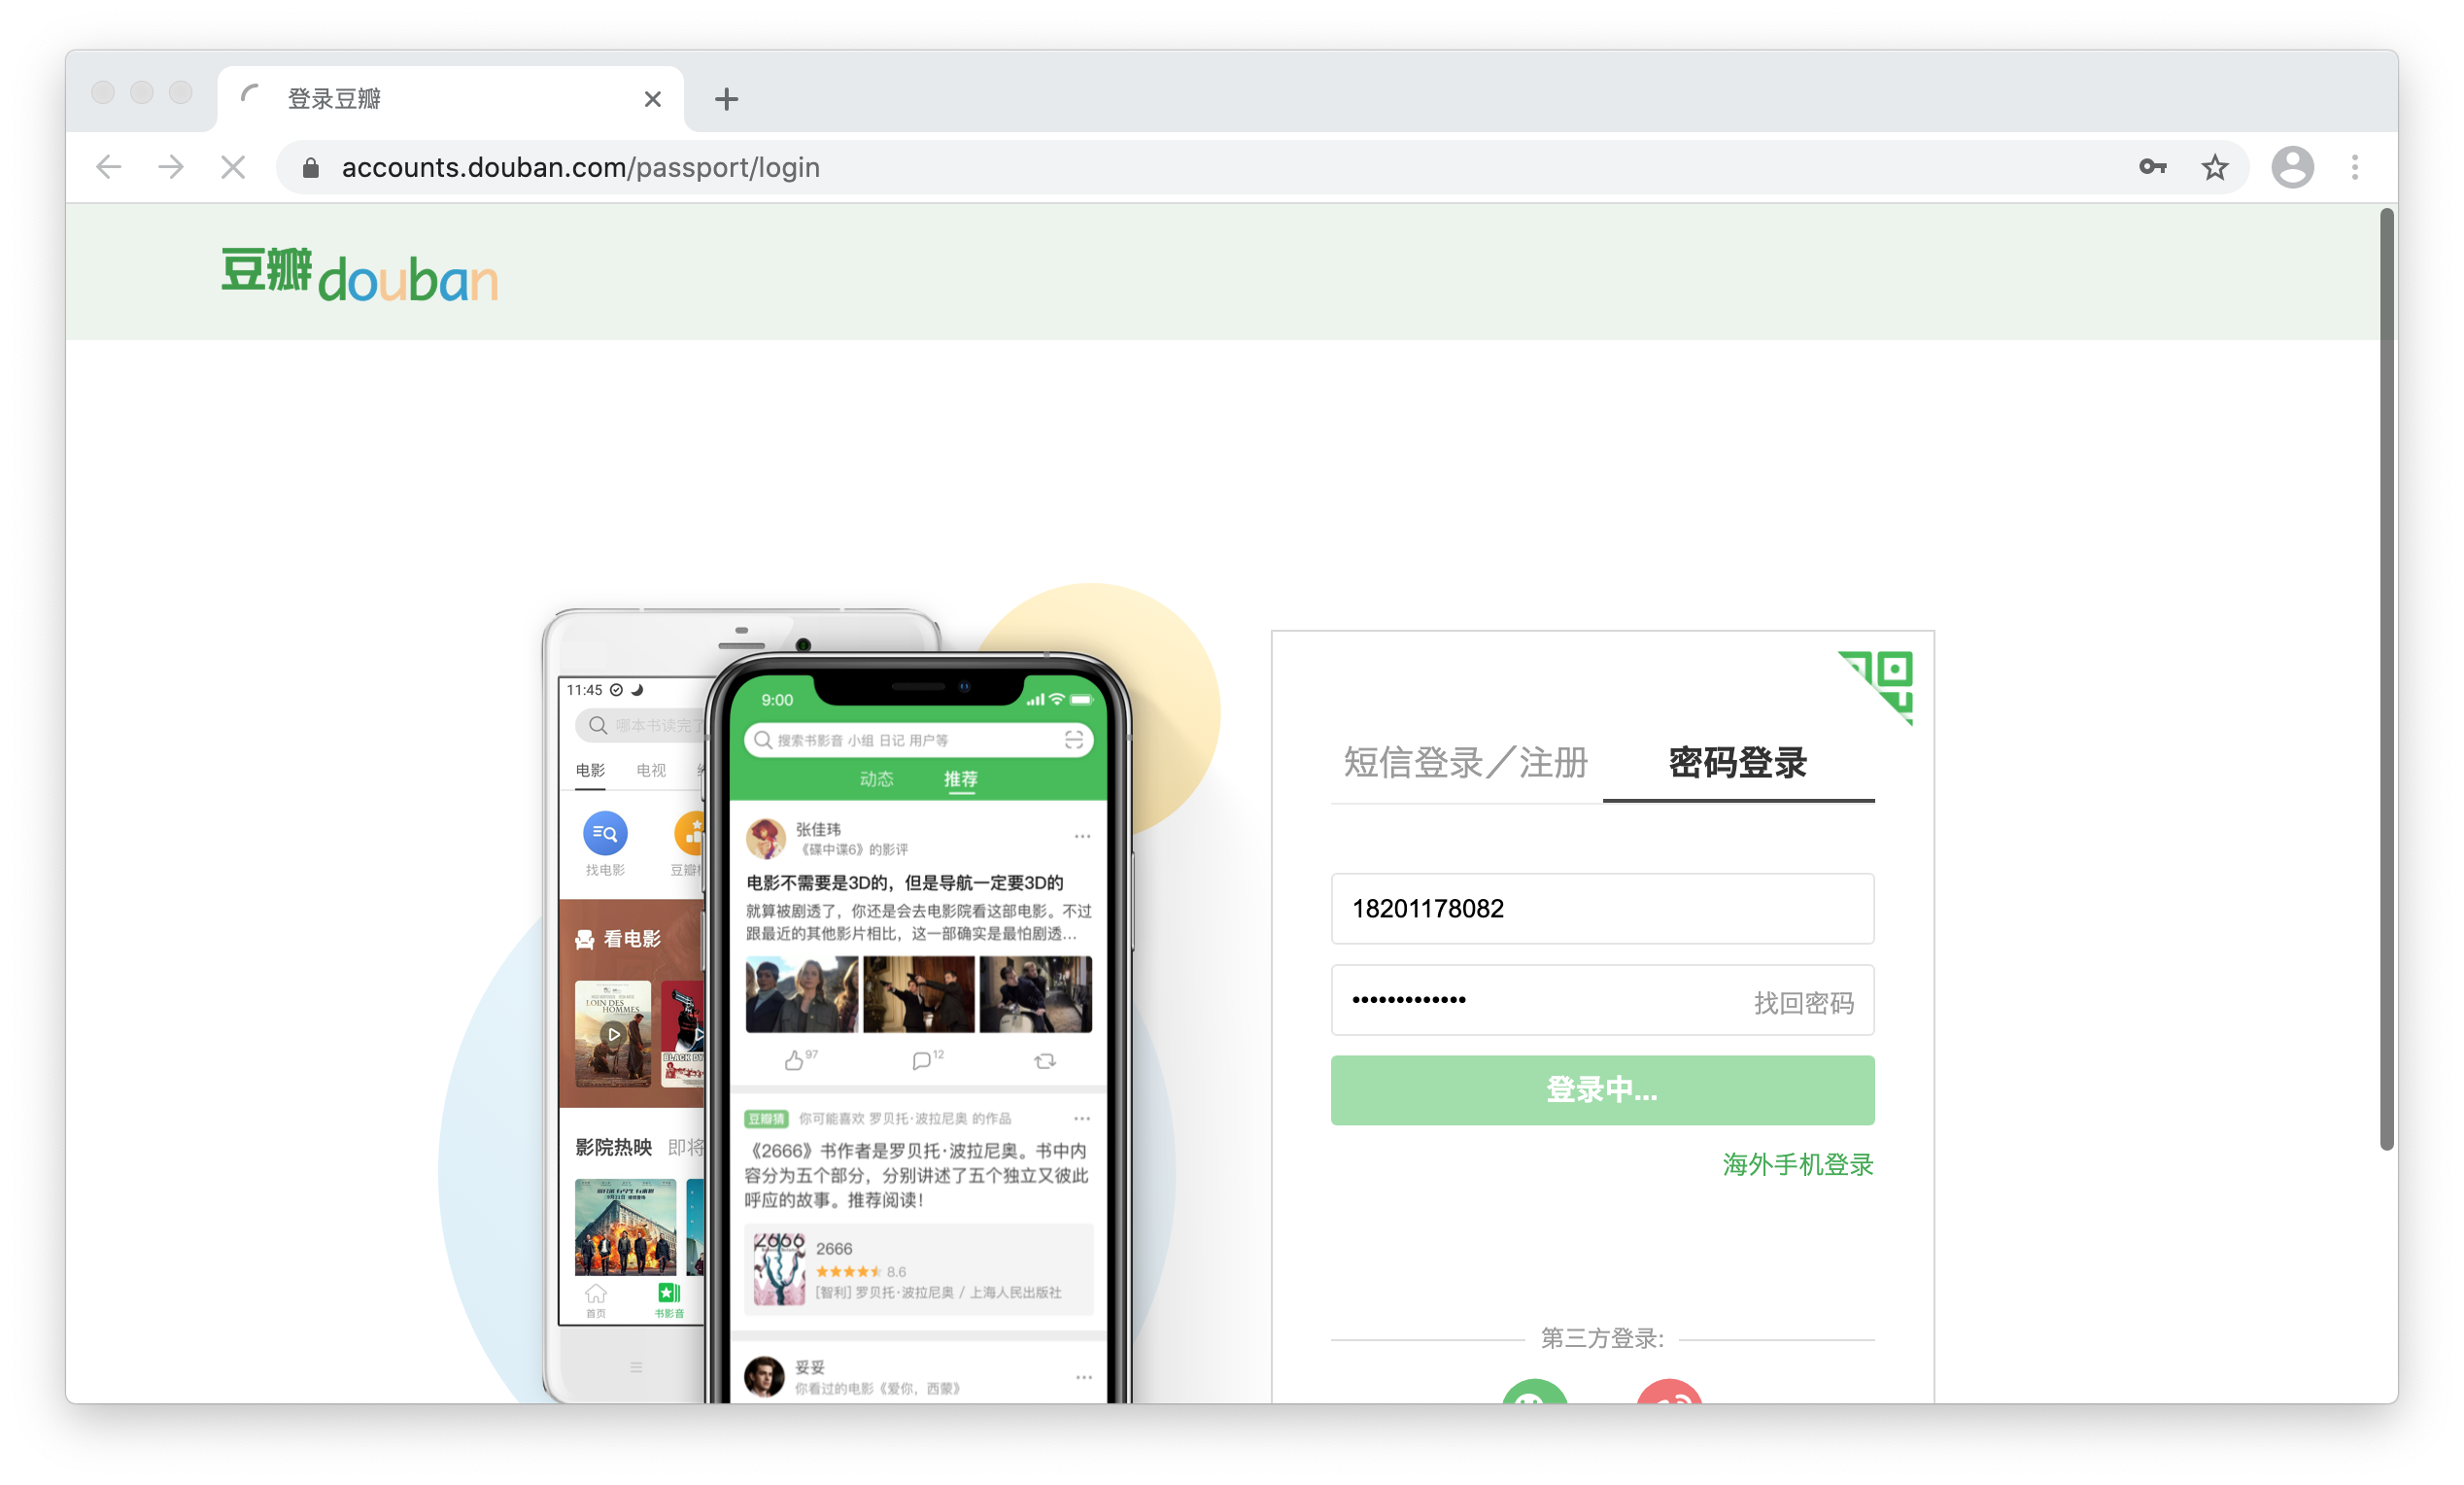 登录豆瓣
accounts.douban.com/passport/login
豆瓣douban
11:45
哪本书读完了
电影 电视
找电影 豆瓣
看电影
LOIN DES
HOMMES
BLACK
影院热映 即将
首页 书影音
9:00
搜索书影音 小组 日记 用户等
动态 推荐
张佳玮
《碟中谍6》的影评
电影不需要是3D的，但是导航一定要3D的
就算被剧透了，你还是会去电影院看这部电影。不过
跟最近的其他影片相比，这一部确实是最怕剧透...
97 12
豆瓣猜 你可能喜欢 罗贝托·波拉尼奥 的作品
《2666》书作者是罗贝托·波拉尼奥。书中内
容分为五个部分，分别讲述了五个独立又彼此
呼应的故事。推荐阅读！
2666
2666
8.6
[智利] 罗贝托·波拉尼奥 / 上海人民出版社
妥妥
你看过的电影《爱你，西蒙》
短信登录／注册 密码登录
18201178082
•••••••••••••
找回密码
登录中...
海外手机登录
第三方登录: